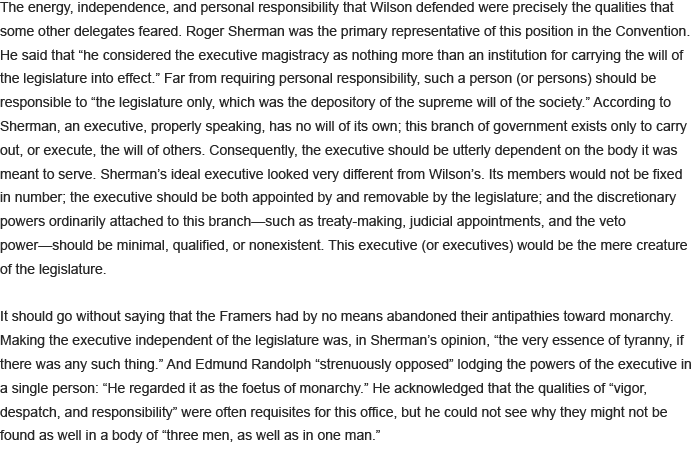 The energy, independence, and personal responsibility that Wilson defended were precisely the qualities that
some other delegates feared. Roger Sherman was the primary representative of this position in the Convention.
He said that “he considered the executive magistracy as nothing more than an institution for carrying the will of
the legislature into effect.” Far from requiring personal responsibility, such a person (or persons) should be
responsible to “the legislature only, which was the depository of the supreme will of the society.” According to
Sherman, an executive, properly speaking, has no will of its own; this branch of government exists only to carry
out, or execute, the will of others. Consequently, the executive should be utterly dependent on the body it was
meant to serve. Sherman’s ideal executive looked very different from Wilson’s. Its members would not be fixed
in number; the executive should be both appointed by and removable by the legislature; and the discretionary
powers ordinarily attached to this branch—such as treaty-making, judicial appointments, and the veto
power—should be minimal, qualified, or nonexistent. This executive (or executives) would be the mere creature
of the legislature.
It should go without saying that the Framers had by no means abandoned their antipathies toward monarchy.
Making the executive independent of the legislature was, in Sherman’s opinion, “the very essence of tyranny, if
there was any such thing.” And Edmund Randolph “strenuously opposed” lodging the powers of the executive in
a single person: “He regarded it as the foetus of monarchy.” He acknowledged that the qualities of “vigor,
despatch, and responsibility” were often requisites for this office, but he could not see why they might not be
found as well in a body of “three men, as well as in one man.”